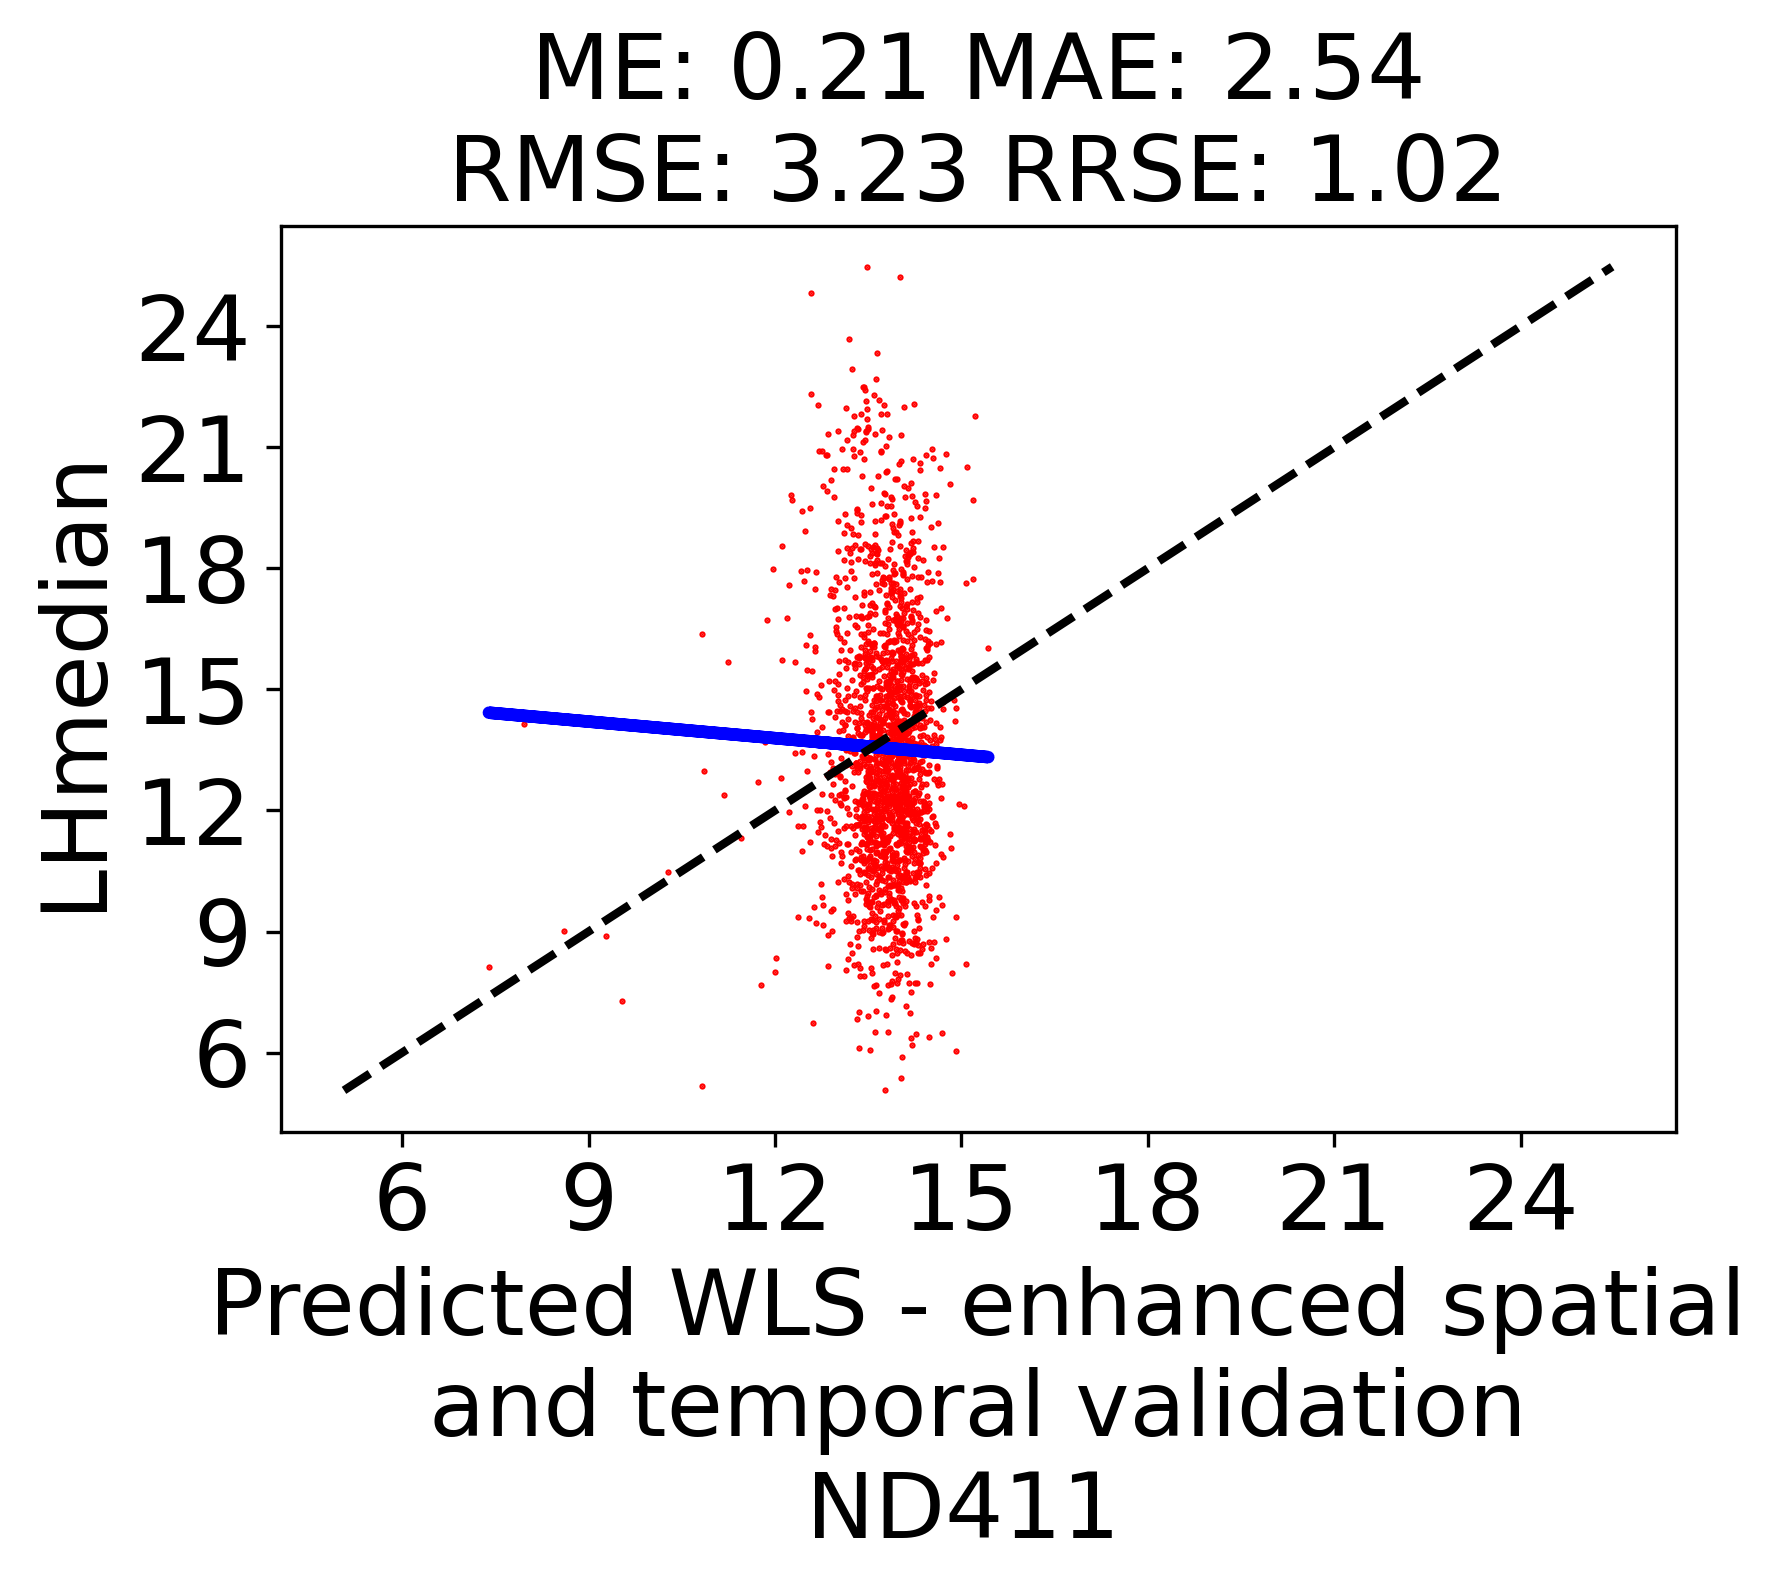 ME: 0.21 MAE: 2.54
RMSE: 3.23 RRSE: 1.02
LHmedian
24
21
18
15
12
9
6
6 9 12 15 18 21 24
Predicted WLS - enhanced spatial
and temporal validation
ND411